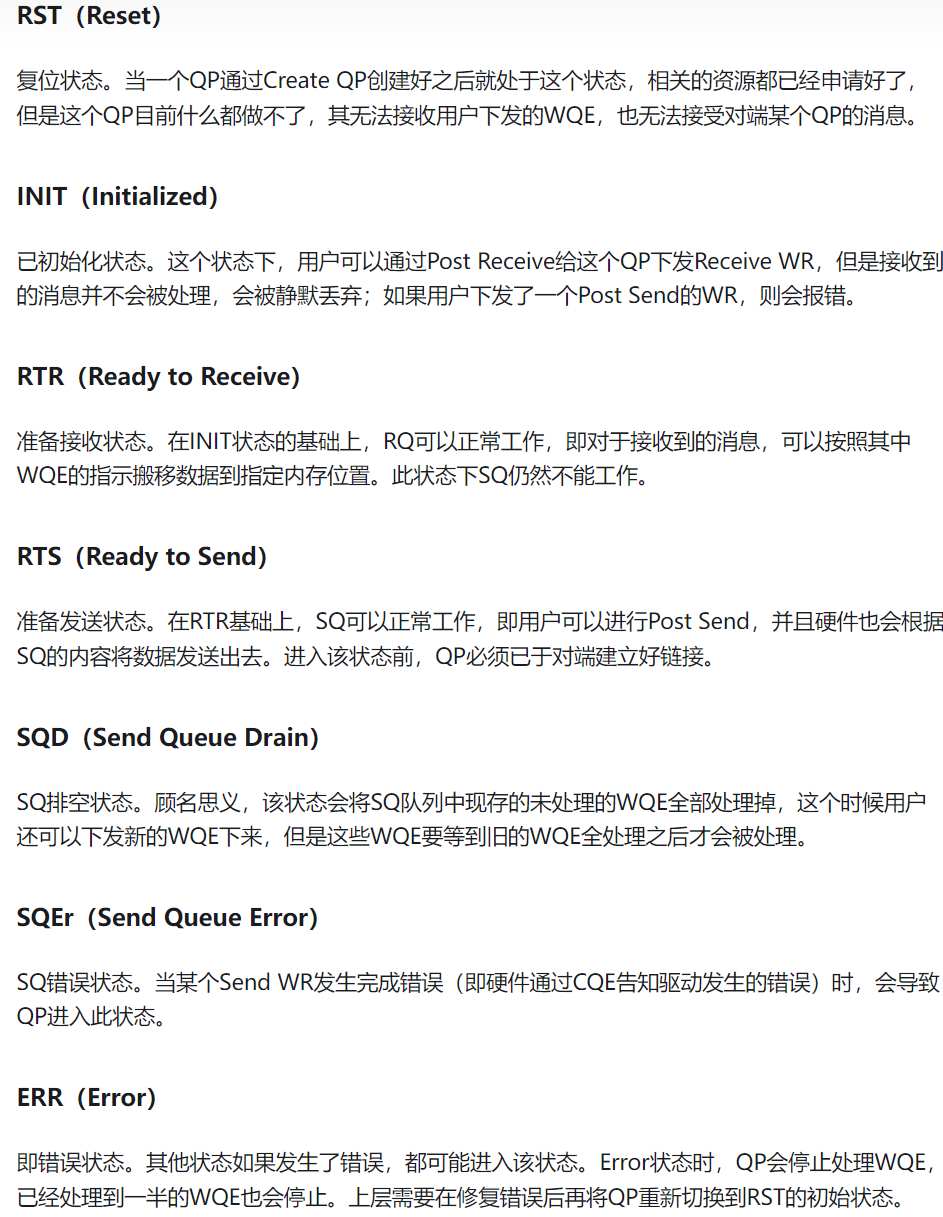 RST（Reset）
复位状态。当一个QP通过Create QP创建好之后就处于这个状态，相关的资源都已经申请好了，
但是这个QP目前什么都做不了，其无法接收用户下发的WQE，也无法接受对端某个QP的消息。
INIT（Initialized）
已初始化状态。这个状态下，用户可以通过Post Receive给这个QP下发Receive WR，但是接收到
的消息并不会被处理，会被静默丢弃；如果用户下发了一个Post Send的WR，则会报错。
RTR（Ready to Receive）
准备接收状态。在INIT状态的基础上，RQ可以正常工作，即对于接收到的消息，可以按照其中
WQE的指示搬移数据到指定内存位置。此状态下SQ仍然不能工作。
RTS（Ready to Send）
准备发送状态。在RTR基础上，SQ可以正常工作，即用户可以进行Post Send，并且硬件也会根据
SQ的内容将数据发送出去。进入该状态前，QP必须已于对端建立好链接。
SQD（Send Queue Drain）
SQ排空状态。顾名思义，该状态会将SQ队列中现存的未处理的WQE全部处理掉，这个时候用户
还可以下发新的WQE下来，但是这些WQE要等到旧的WQE全处理之后才会被处理。
SQEr（Send Queue Error）
SQ错误状态。当某个Send WR发生完成错误（即硬件通过CQE告知驱动发生的错误）时，会导致
QP进入此状态。
ERR（Error）
即错误状态。其他状态如果发生了错误，都可能进入该状态。Error状态时，QP会停止处理WQE，
已经处理到一半的WQE也会停止。上层需要在修复错误后再将QP重新切换到RST的初始状态。